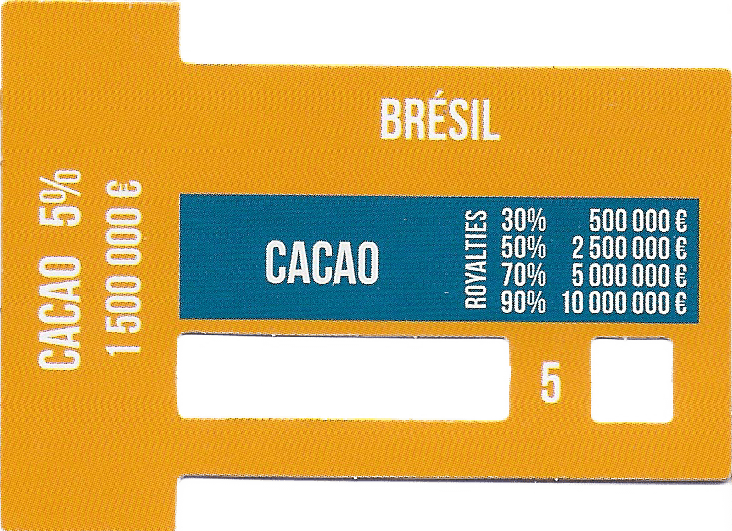 BRÉSIL
CACAO 5%
1 500 000 €
CACAO
ROYALTIES
30% 500 000 €
50% 2 500 000 €
70% 5 000 000 €
90% 10 000 000 €
5